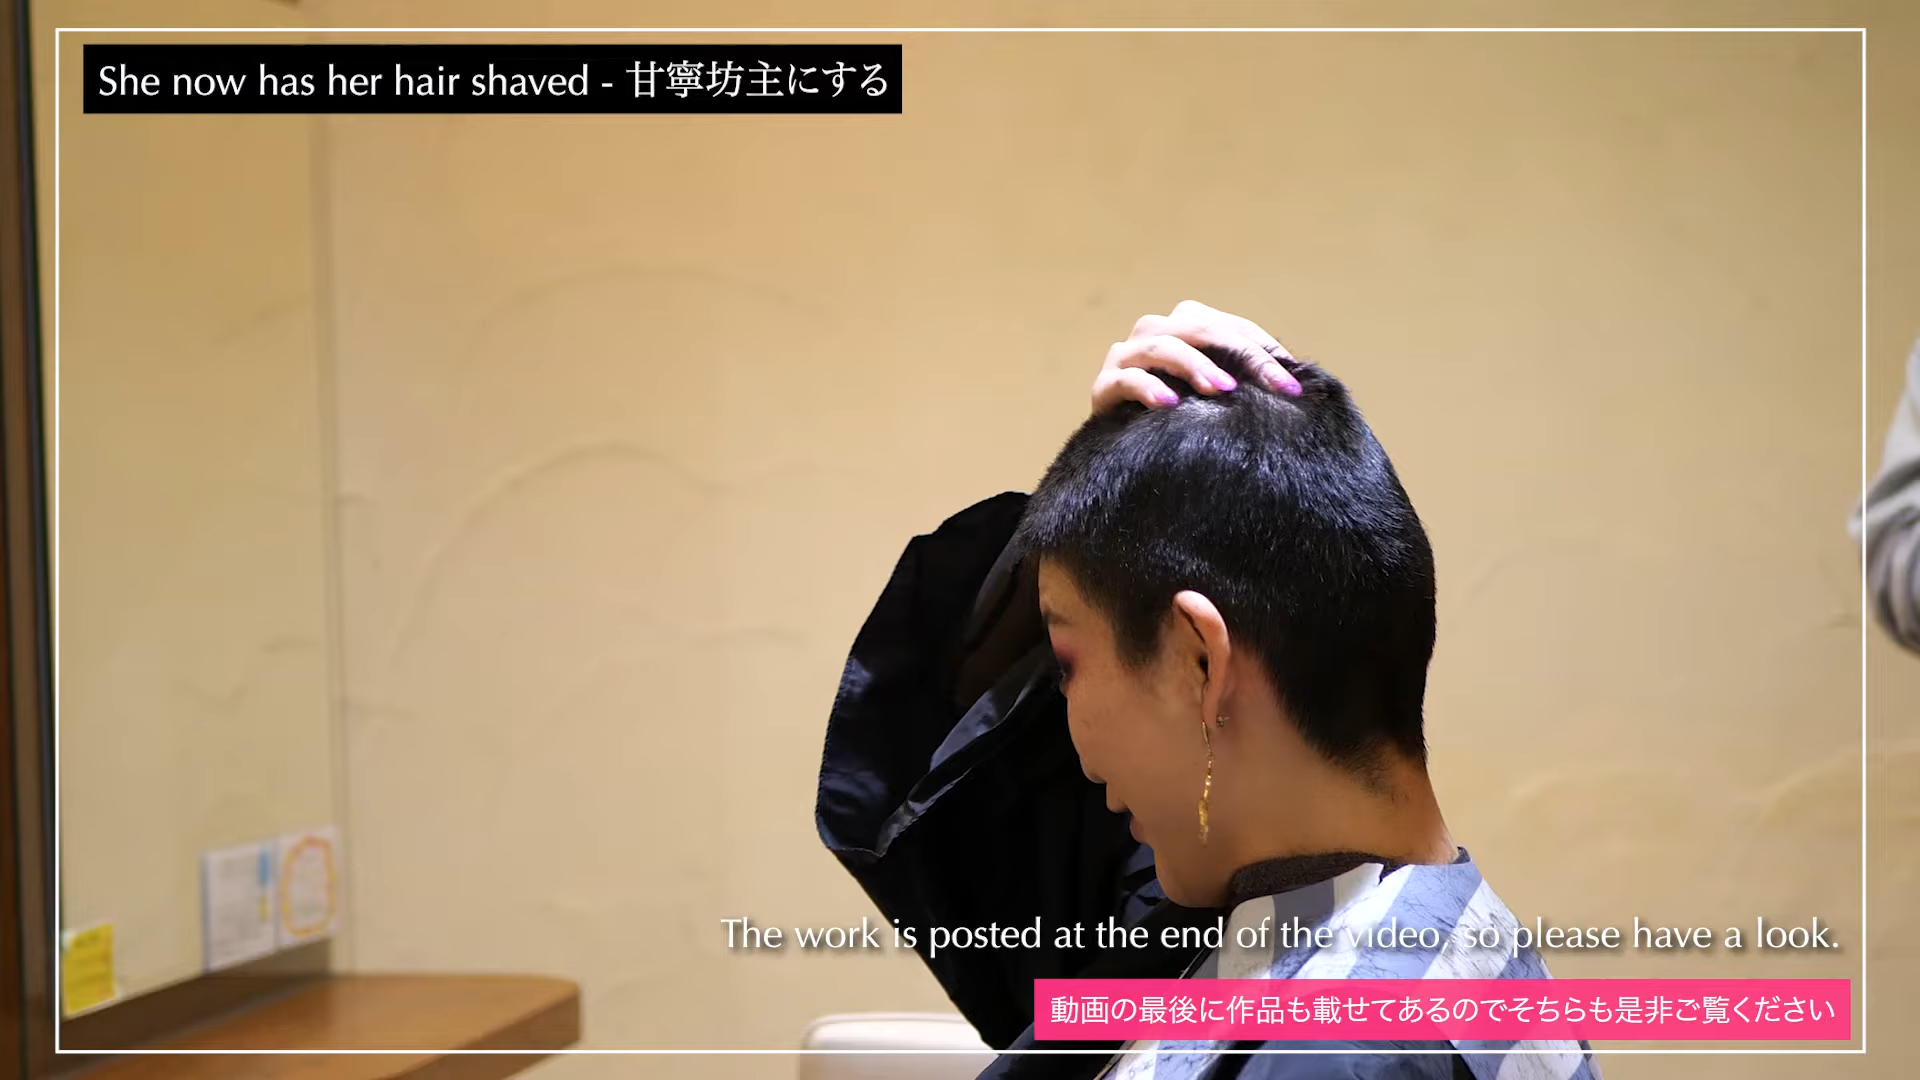 She now has her hair shaved - 甘寧坊主にする
The work is posted at the end of the video, so please have a look.
動画の最後に作品も載せてあるのでそちらも是非ご覧ください